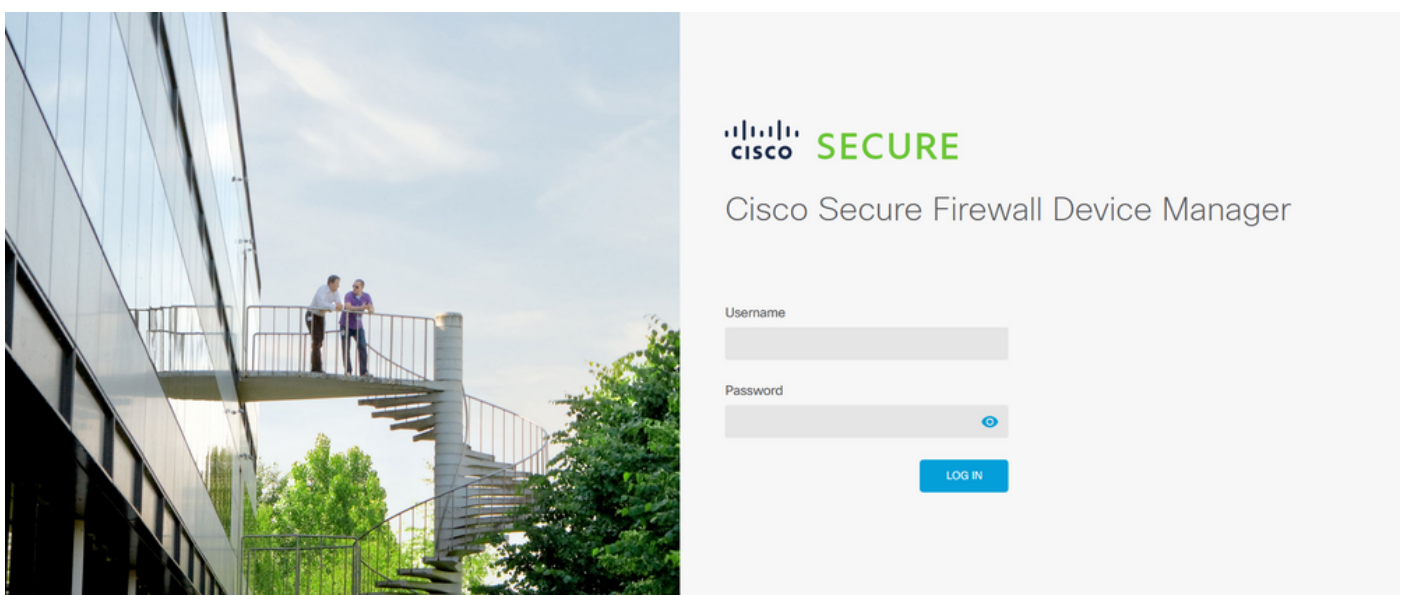 CISCO SECURE
Cisco Secure Firewall Device Manager
Username
Password
LOG IN